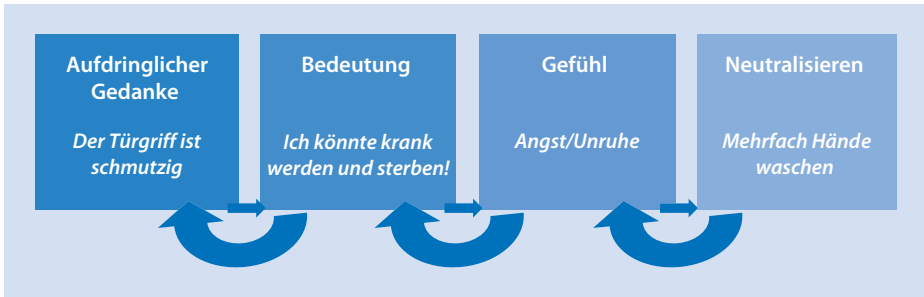 Aufdringlicher
Gedanke
Der Türgriff ist
schmutzig
Bedeutung
Ich könnte krank
werden und sterben!
Gefühl
Angst/Unruhe
Neutralisieren
Mehrfach Hände
waschen